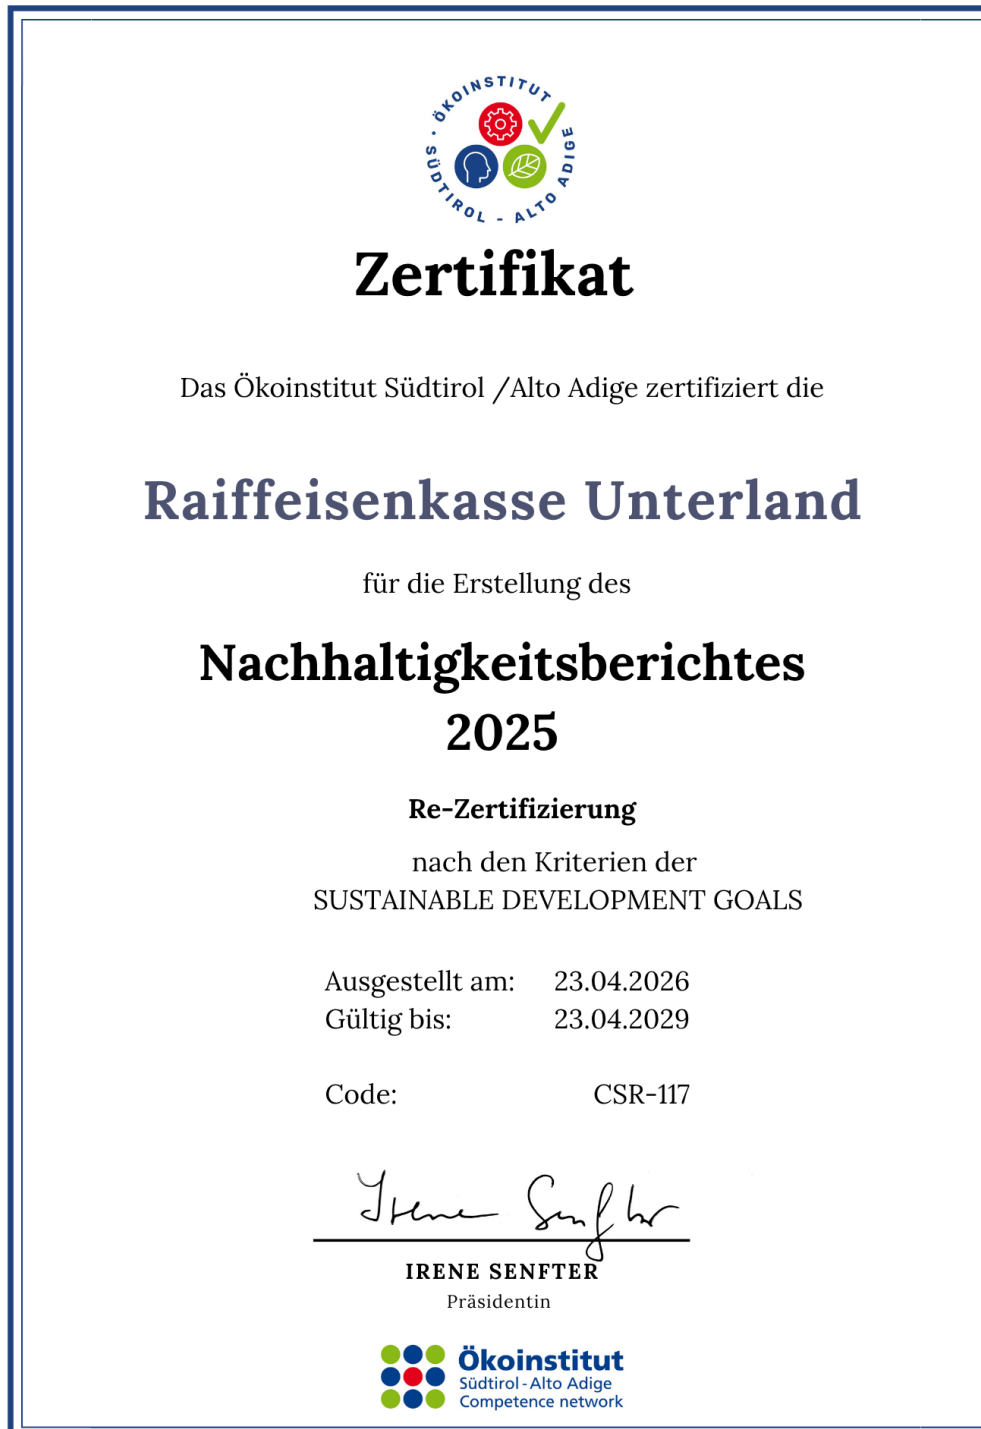 ÖKOINSTITUT · SÜDTIROL - ALTO ADIGE
Zertifikat
Das Ökoinstitut Südtirol /Alto Adige zertifiziert die
Raiffeisenkasse Unterland
für die Erstellung des
Nachhaltigkeitsberichtes
2025
Re-Zertifizierung
nach den Kriterien der
SUSTAINABLE DEVELOPMENT GOALS
Ausgestellt am: 23.04.2026
Gültig bis: 23.04.2029
Code: CSR-117
Irene Senfter
IRENE SENFTER
Präsidentin
Ökoinstitut
Südtirol - Alto Adige
Competence network